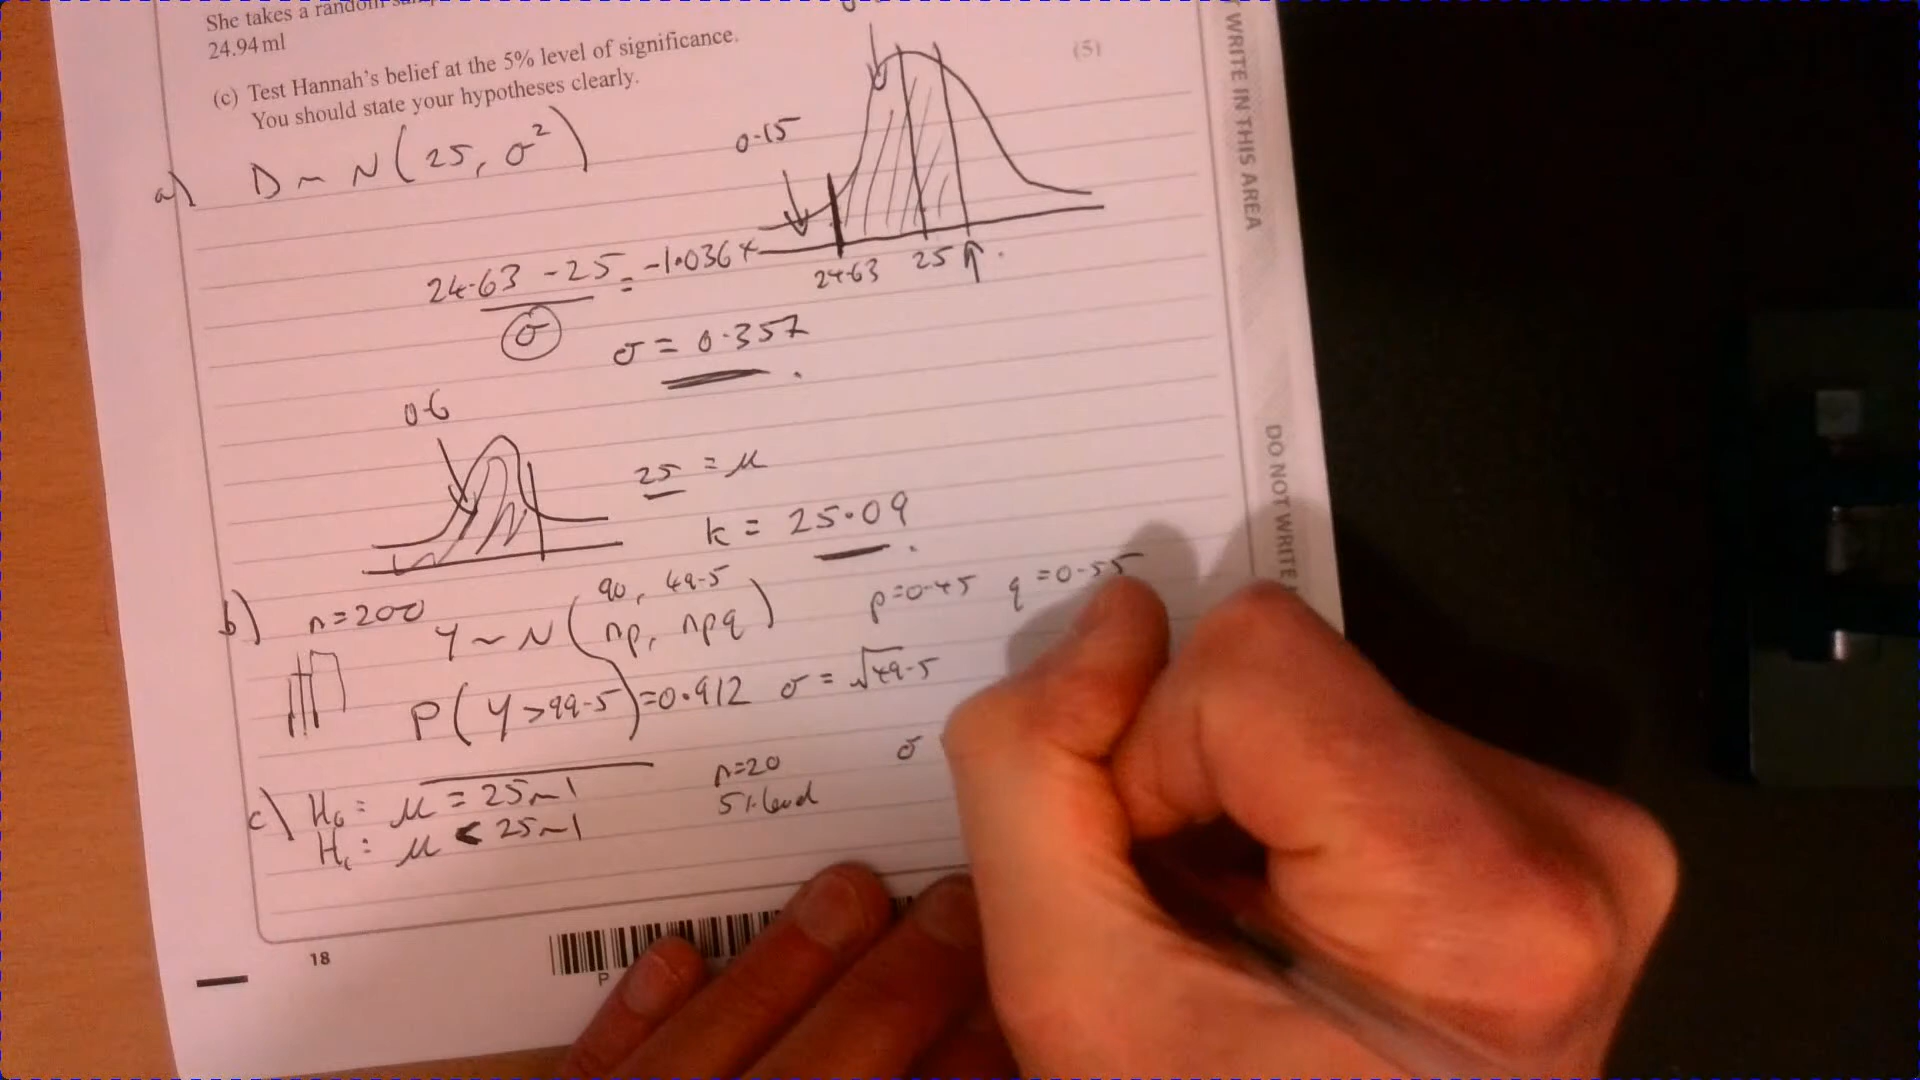 She takes a random
24.94 ml
(c) Test Hannah's belief at the 5% level of significance.
You should state your hypotheses clearly.
(5)
a) D ~ N(25, σ²)
0.15
24.63 - 25 / σ = -1.0364
24.63 25
σ = 0.357
0.6
25 = μ
k = 25.09
b) n=200 Y ~ N(np, npq)
90, 49.5
p=0.45 q=0.55
P(Y>99.5)=0.912 σ = √49.5
c) H₀: μ = 25ml
H₁: μ < 25ml
n=20
5% level
σ
18
P
WRITE IN THIS AREA
DO NOT WRITE